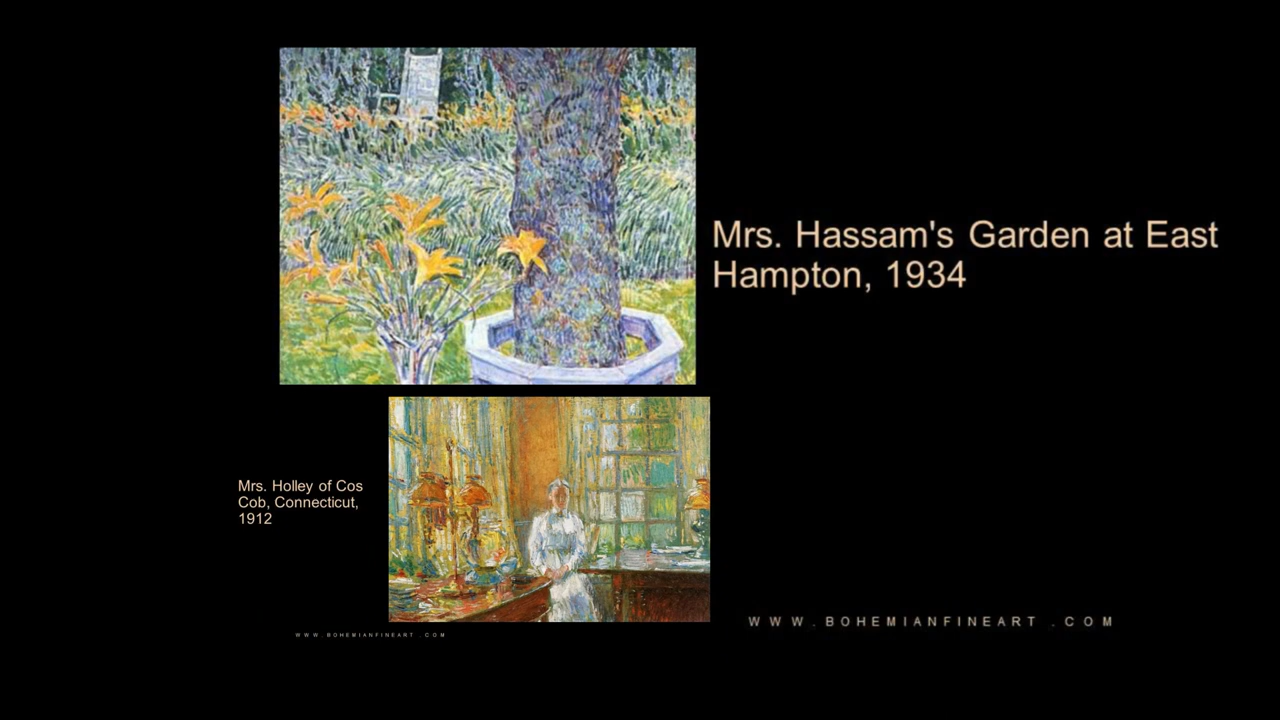 Mrs. Hassam's Garden at East
Hampton, 1934
Mrs. Holley of Cos
Cob, Connecticut,
1912
WWW.BOHEMIANFINEART .COM
WWW.BOHEMIANFINEART .COM